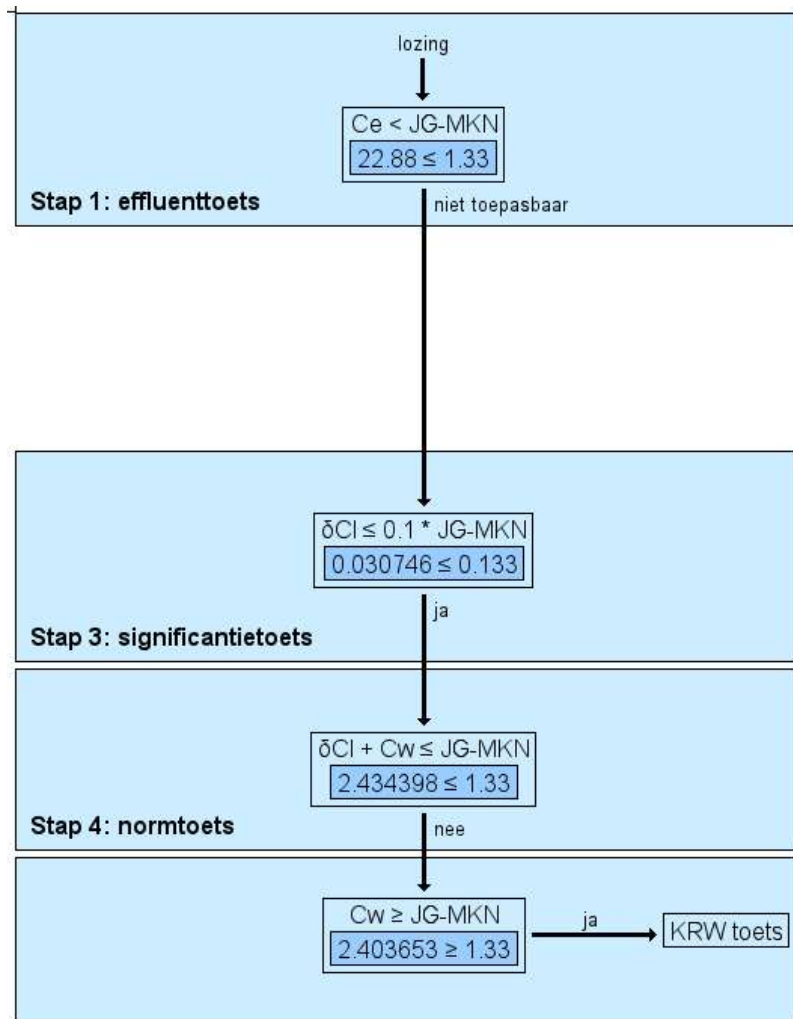 lozing
Ce < JG-MKN
22.88 ≤ 1.33
Stap 1: effluenttoets
niet toepasbaar
δCl ≤ 0.1 * JG-MKN
0.030746 ≤ 0.133
ja
Stap 3: significantietoets
δCl + Cw ≤ JG-MKN
2.434398 ≤ 1.33
Stap 4: normtoets
nee
Cw ≥ JG-MKN
2.403653 ≥ 1.33
ja
KRW toets